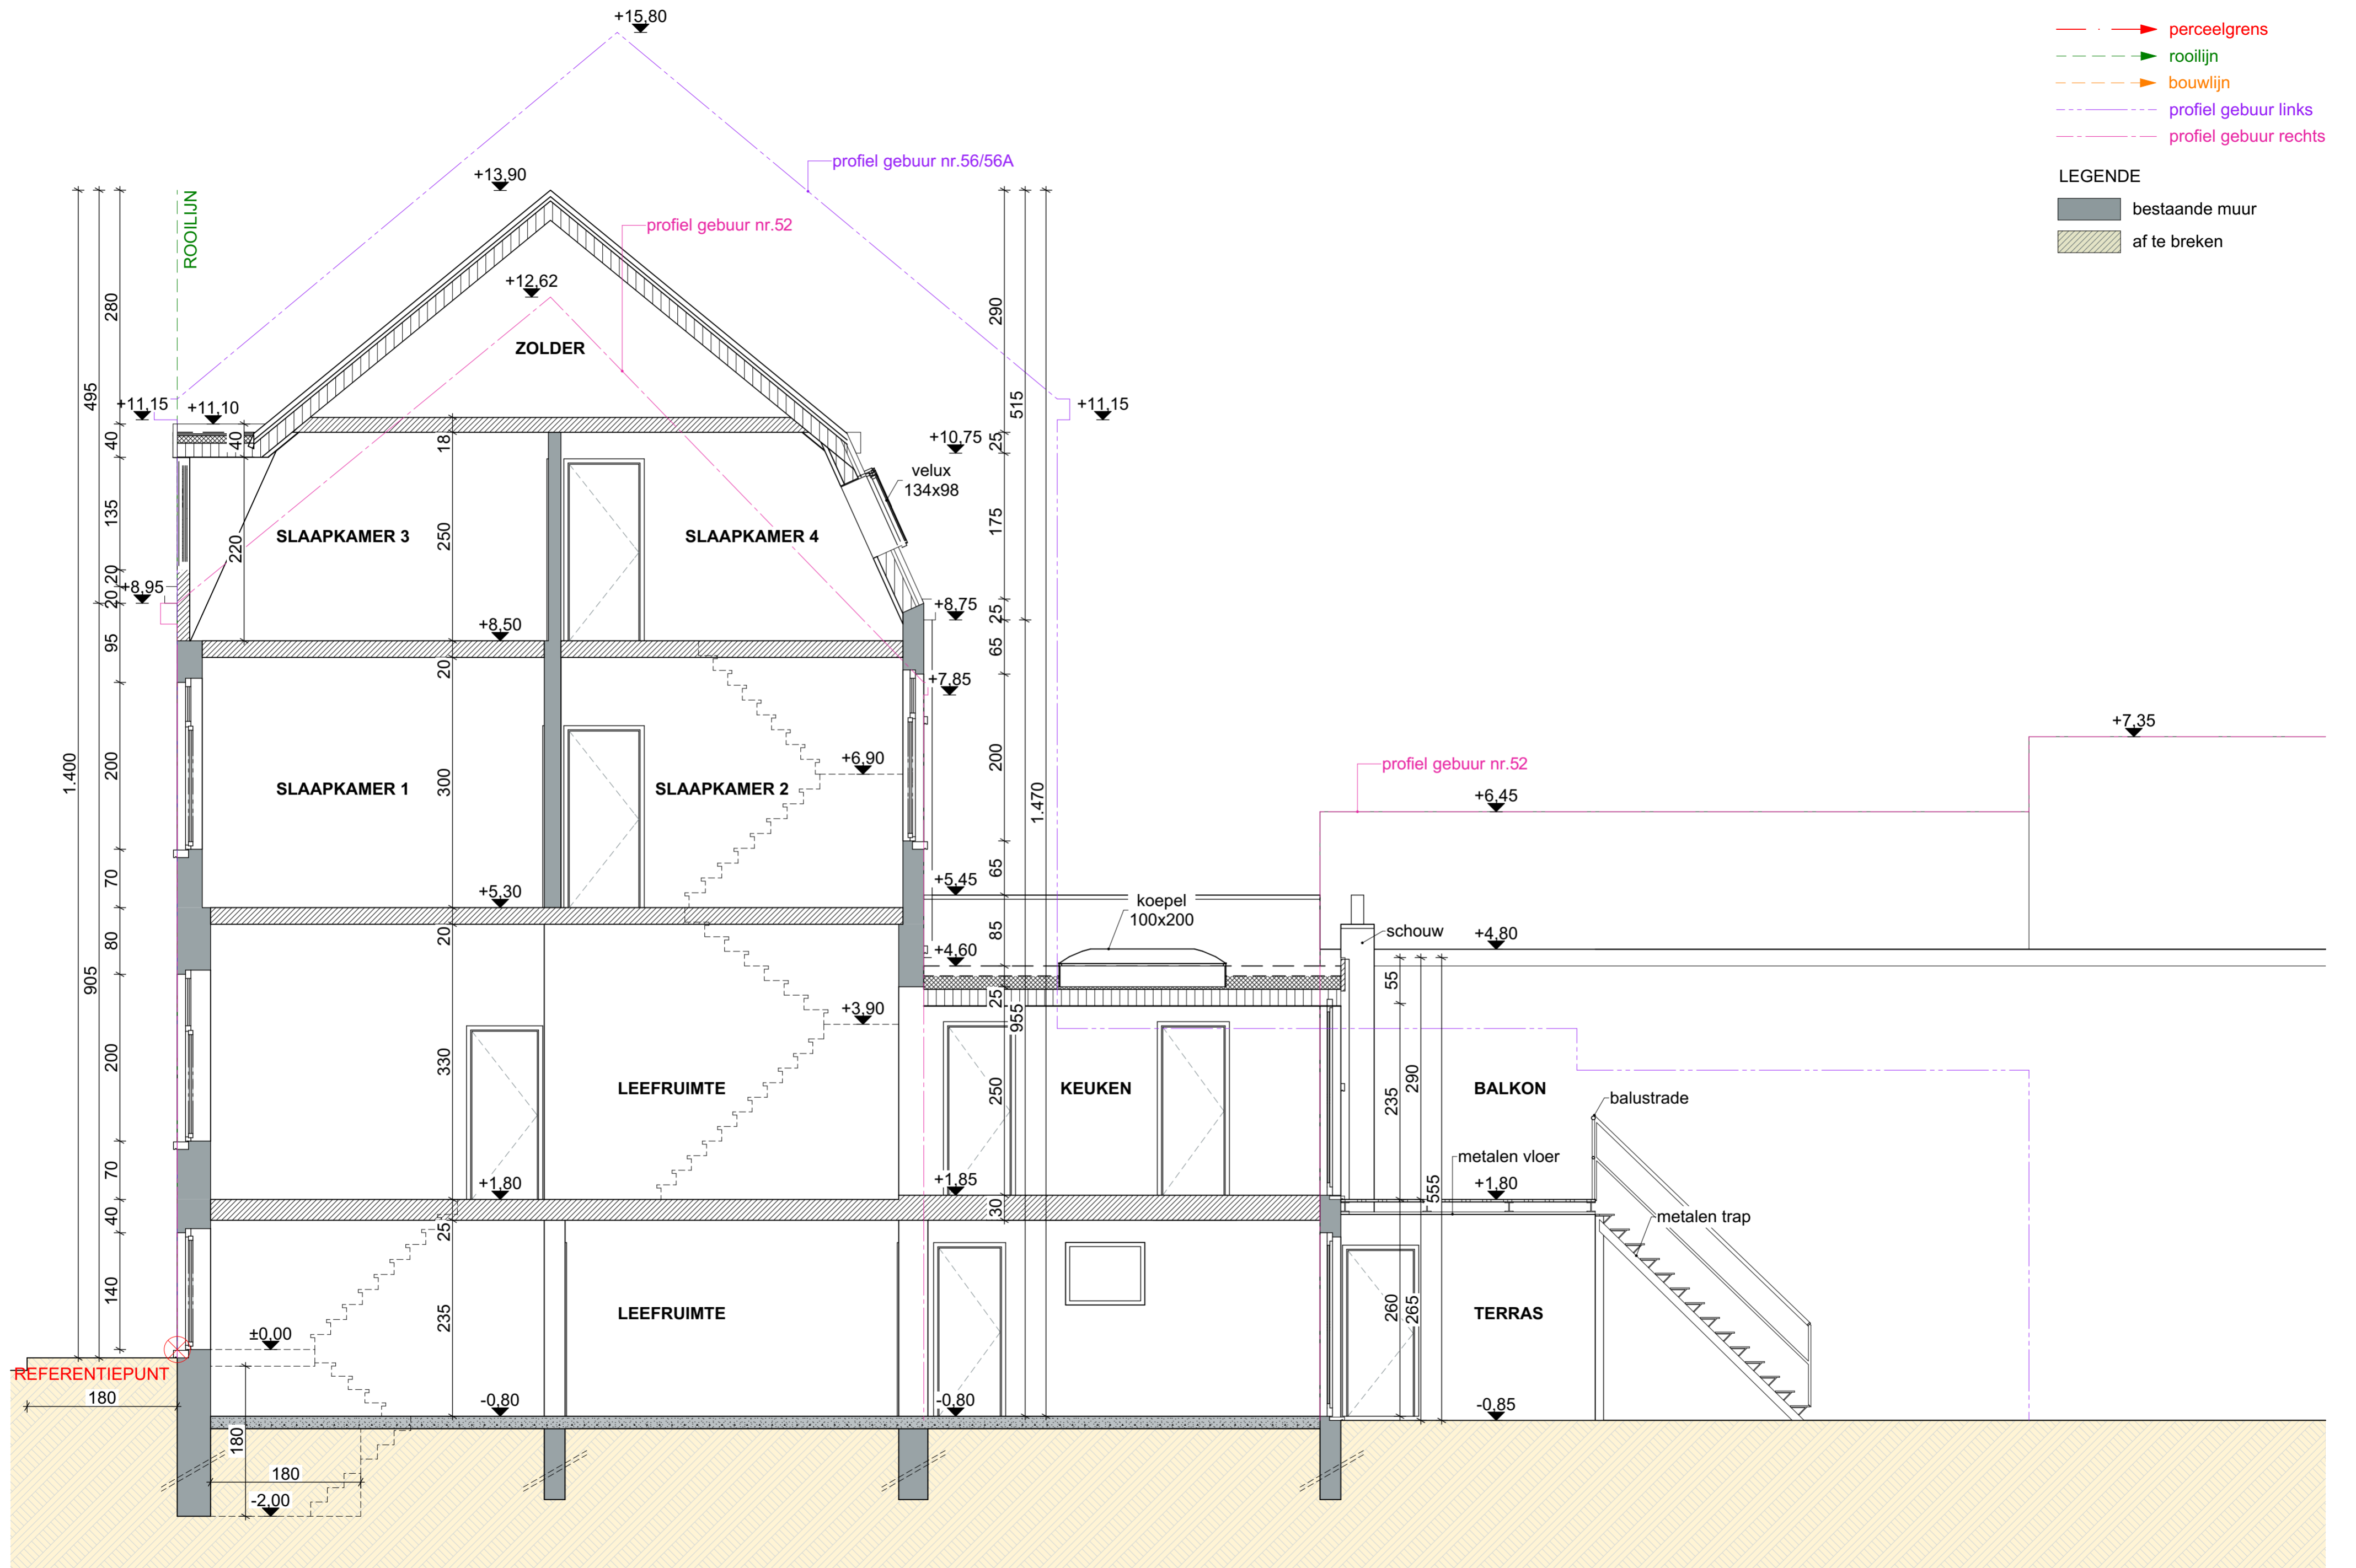 +15,80
perceelgrens
rooilijn
bouwlijn
profiel gebuur links
profiel gebuur rechts
LEGENDE
bestaande muur
af te breken
profiel gebuur nr.56/56A
+13,90
ROOILIJN
profiel gebuur nr.52
+12,62
ZOLDER
280
290
495
515
+11,15
+11,10
+11,15
40
40
18
+10,75
25
velux
134x98
135
220
250
175
SLAAPKAMER 3
SLAAPKAMER 4
20
20
+8,95
+8,75
25
+8,50
95
20
65
+7,85
+7,35
1.400
200
+6,90
200
SLAAPKAMER 1
300
SLAAPKAMER 2
1.470
profiel gebuur nr.52
+6,45
70
65
+5,30
+5,45
koepel
100x200
80
20
85
+4,60
schouw
+4,80
905
55
25
955
+3,90
200
330
250
235
290
LEEFRUIMTE
KEUKEN
BALKON
balustrade
metalen vloer
70
+1,80
+1,85
555
+1,80
40
25
30
metalen trap
140
235
260
265
LEEFRUIMTE
TERRAS
±0,00
REFERENTIEPUNT
180
-0,80
-0,80
-0,85
180
180
-2,00